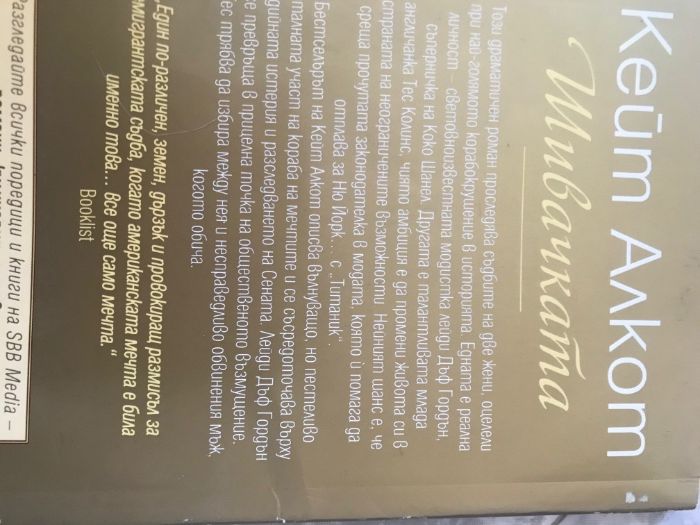 Кейт Алкот
Шивачката
Този драматичен роман проследява съдбите на две жени, оцелели
при най-голямото корабокрушение в историята. Едната е реална
личност – световноизвестната модистка лейди Дъф Гордън,
съперничка на Коко Шанел. Другата е талантливата млада
англичанка Тес Колинс, чиято амбиция е да промени живота си в
страната на неограничените възможности. Нейният шанс е, че
среща прочутата законодателка в модата, която ѝ помага да
отплава за Ню Йорк... с „Титаник“.
Бестселърът на Кейт Алкот описва вълнуващо, но пестеливо
талната участ на Кораба на мечтите и се съсредоточава върху
дийната история и разследването на Сената. Лейди Дъф Гордън
се превръща в прицелна точка на общественото възмущение,
ес трябва да избира между нея и несправедливо обвинения мъж,
когото обича.
„Един по-различен, земен, дързък и провокиращ размисъл за
емигрантската съдба, когато американската мечта е била
именно това... все още само мечта.“
Booklist
Разгледайте всички поредици и книги на SBB Media –